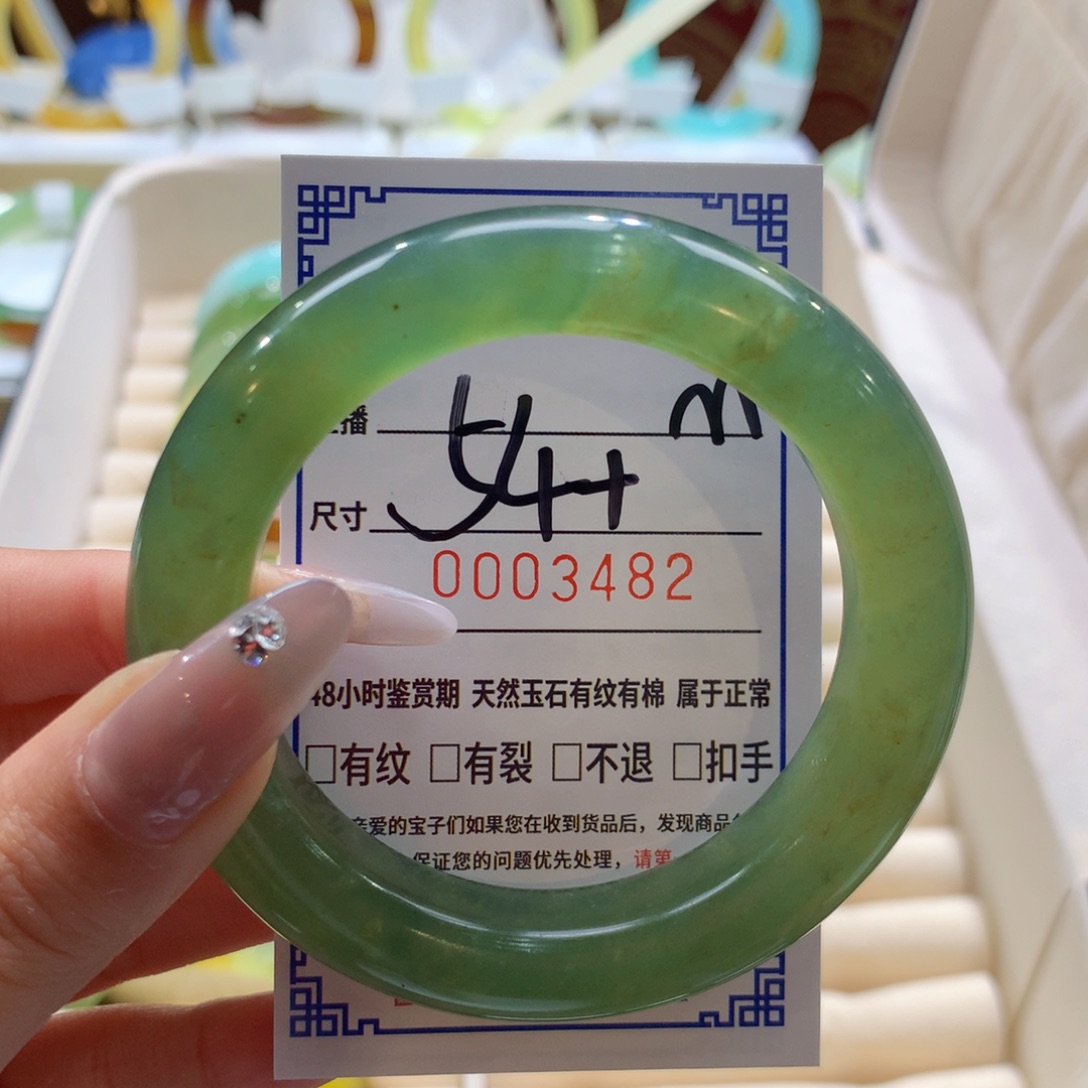 播
尺寸 54+
0003482
48小时鉴赏期 天然玉石有纹有棉 属于正常
□有纹 □有裂 □不退 □扣手
亲爱的宝子们如果您在收到货品后，发现商品
保证您的问题优先处理，请第